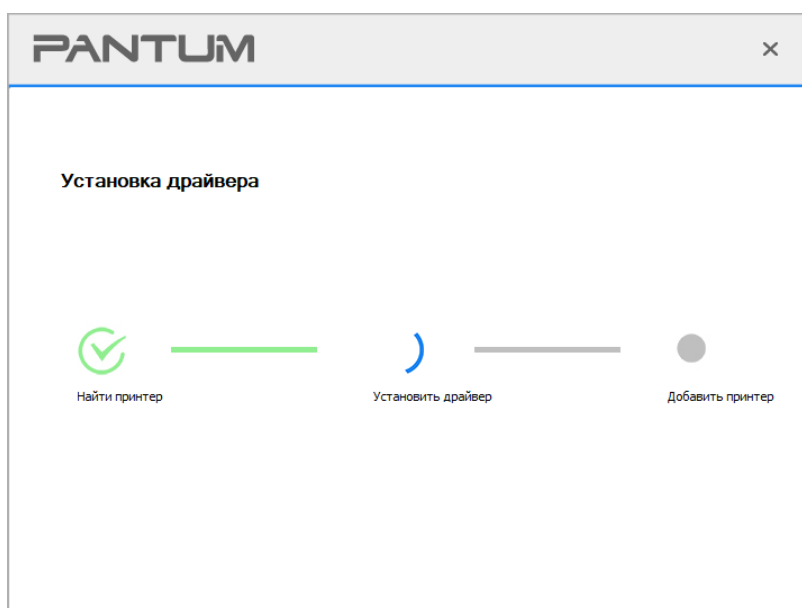 PANTUM
Установка драйвера
Найти принтер
Установить драйвер
Добавить принтер